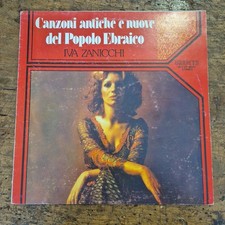 Canzoni antiche e nuove
del Popolo Ebraico
IVA ZANICCHI